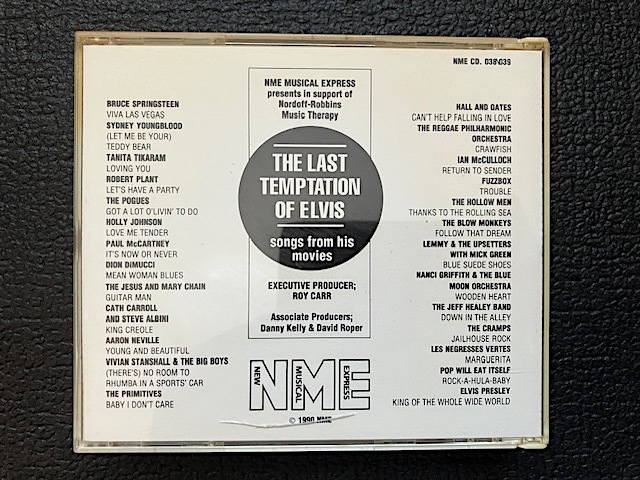 NME CD. 038\039
NME MUSICAL EXPRESS
presents in support of
Nordoff-Robbins
Music Therapy
THE LAST
TEMPTATION
OF ELVIS
songs from his
movies
EXECUTIVE PRODUCER;
ROY CARR
Associate Producers;
Danny Kelly & David Roper
NEW
MUSICAL
EXPRESS
NME
© 1990 NME
BRUCE SPRINGSTEEN
VIVA LAS VEGAS
SYDNEY YOUNGBLOOD
(LET ME BE YOUR)
TEDDY BEAR
TANITA TIKARAM
LOVING YOU
ROBERT PLANT
LET'S HAVE A PARTY
THE POGUES
GOT A LOT O'LIVIN' TO DO
HOLLY JOHNSON
LOVE ME TENDER
PAUL McCARTNEY
IT'S NOW OR NEVER
DION DiMUCCI
MEAN WOMAN BLUES
THE JESUS AND MARY CHAIN
GUITAR MAN
CATH CARROLL
AND STEVE ALBINI
KING CREOLE
AARON NEVILLE
YOUNG AND BEAUTIFUL
VIVIAN STANSHALL & THE BIG BOYS
(THERE'S) NO ROOM TO
RHUMBA IN A SPORTS' CAR
THE PRIMITIVES
BABY I DON'T CARE
HALL AND OATES
CAN'T HELP FALLING IN LOVE
THE REGGAE PHILHARMONIC
ORCHESTRA
CRAWFISH
IAN McCULLOCH
RETURN TO SENDER
FUZZBOX
TROUBLE
THE HOLLOW MEN
THANKS TO THE ROLLING SEA
THE BLOW MONKEYS
FOLLOW THAT DREAM
LEMMY & THE UPSETTERS
WITH MICK GREEN
BLUE SUEDE SHOES
NANCI GRIFFITH & THE BLUE
MOON ORCHESTRA
WOODEN HEART
THE JEFF HEALEY BAND
DOWN IN THE ALLEY
THE CRAMPS
JAILHOUSE ROCK
LES NEGRESSES VERTES
MARGUERITA
POP WILL EAT ITSELF
ROCK-A-HULA-BABY
ELVIS PRESLEY
KING OF THE WHOLE WIDE WORLD